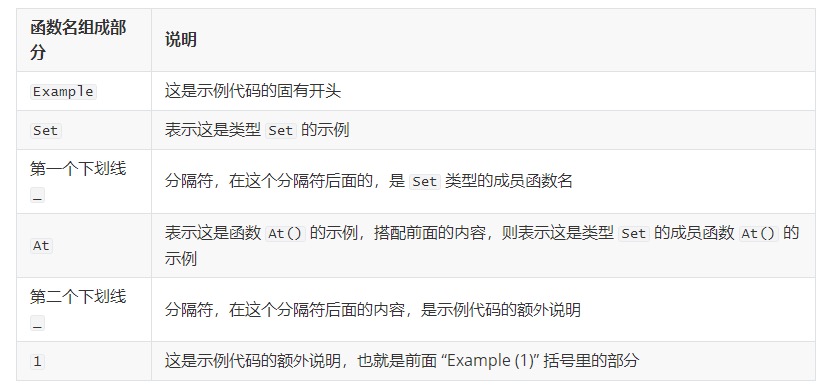 函数名组成部
分
说明
Example
这是示例代码的固有开头
Set
表示这是类型 Set 的示例
第一个下划线
_
分隔符，在这个分隔符后面的，是 Set 类型的成员函数名
At
表示这是函数 At() 的示例，搭配前面的内容，则表示这是类型 Set 的成员函数 At() 的
示例
第二个下划线
_
分隔符，在这个分隔符后面的内容，是示例代码的额外说明
1
这是示例代码的额外说明，也就是前面 “Example (1)” 括号里的部分